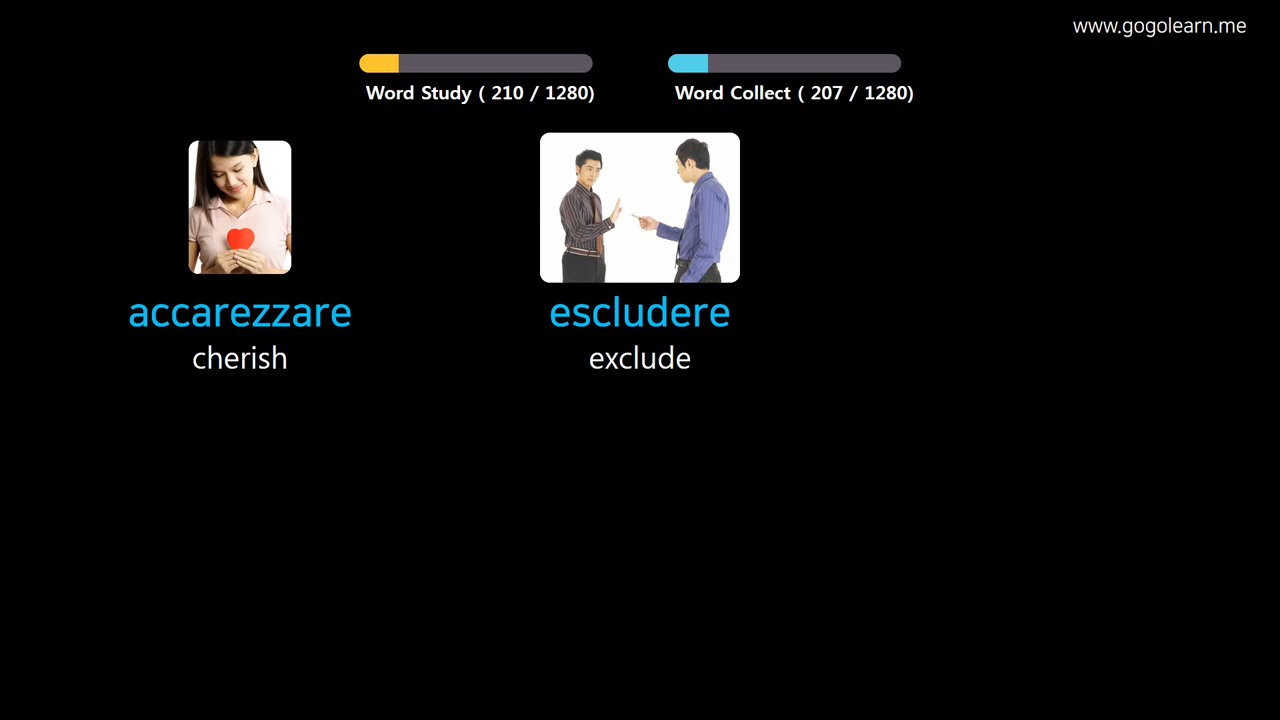 www.gogolearn.me
Word Study ( 210 / 1280)
Word Collect ( 207 / 1280)
accarezzare
cherish
escludere
exclude